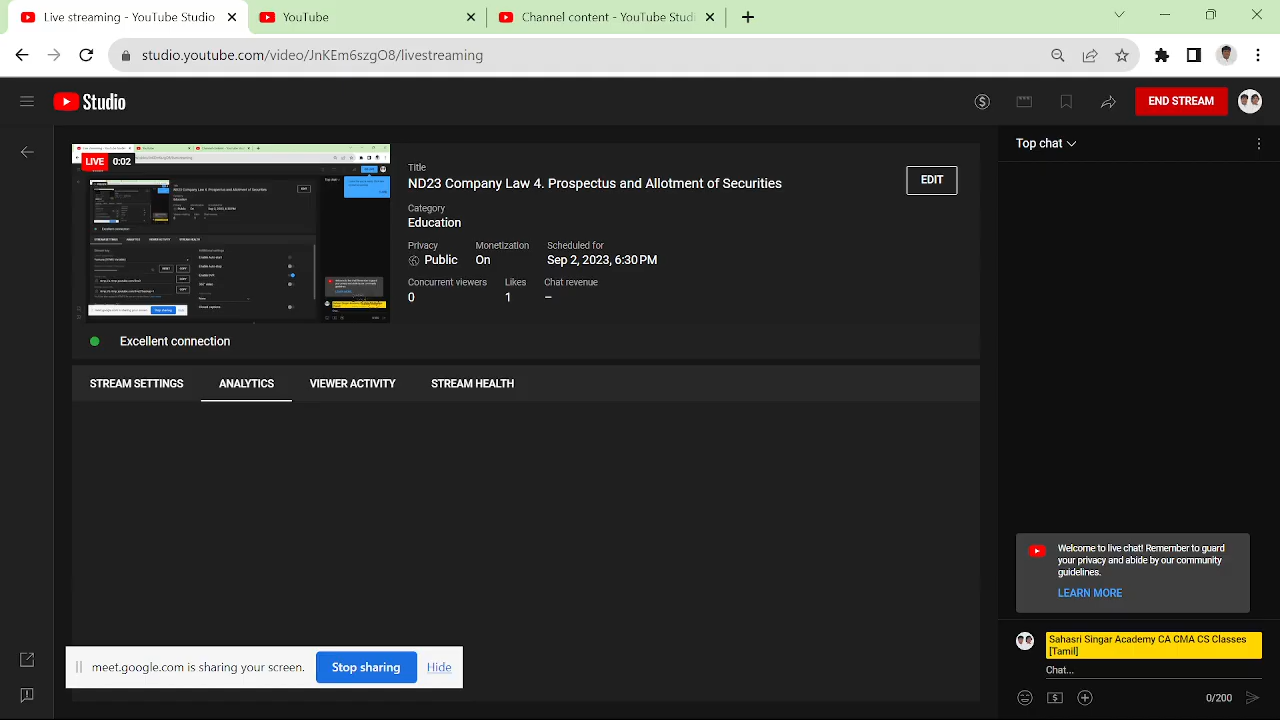 Live streaming - YouTube Studio
YouTube
Channel content - YouTube Studi
studio.youtube.com/video/JnKEm6szgO8/livestreaming
Studio
END STREAM
LIVE 0:02
Title
ND23 Company Law 4 Prospectus and Allotment of Securities
EDIT
Category
Education
Privacy
Monetization
Scheduled for
Public
On
Sep 2, 2023, 6:30 PM
Concurrent viewers
Likes
Chat rate
0
1
–
Excellent connection
STREAM SETTINGS
ANALYTICS
VIEWER ACTIVITY
STREAM HEALTH
meet.google.com is sharing your screen.
Stop sharing
Hide
Top chat
Welcome to live chat! Remember to guard
your privacy and abide by our community
guidelines.
LEARN MORE
Sahasri Singar Academy CA CMA CS Classes
[Tamil]
Chat...
0/200